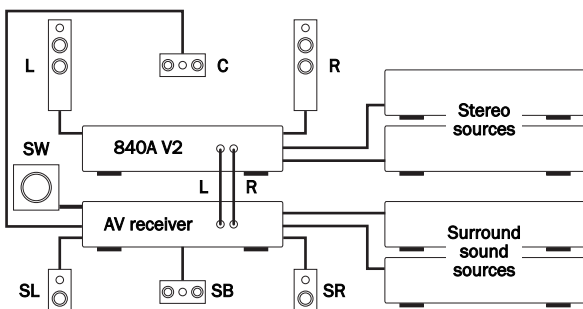 L
C
R
Stereo
sources
840A V2
SW
L
R
AV receiver
Surround
sound
sources
SL
SB
SR